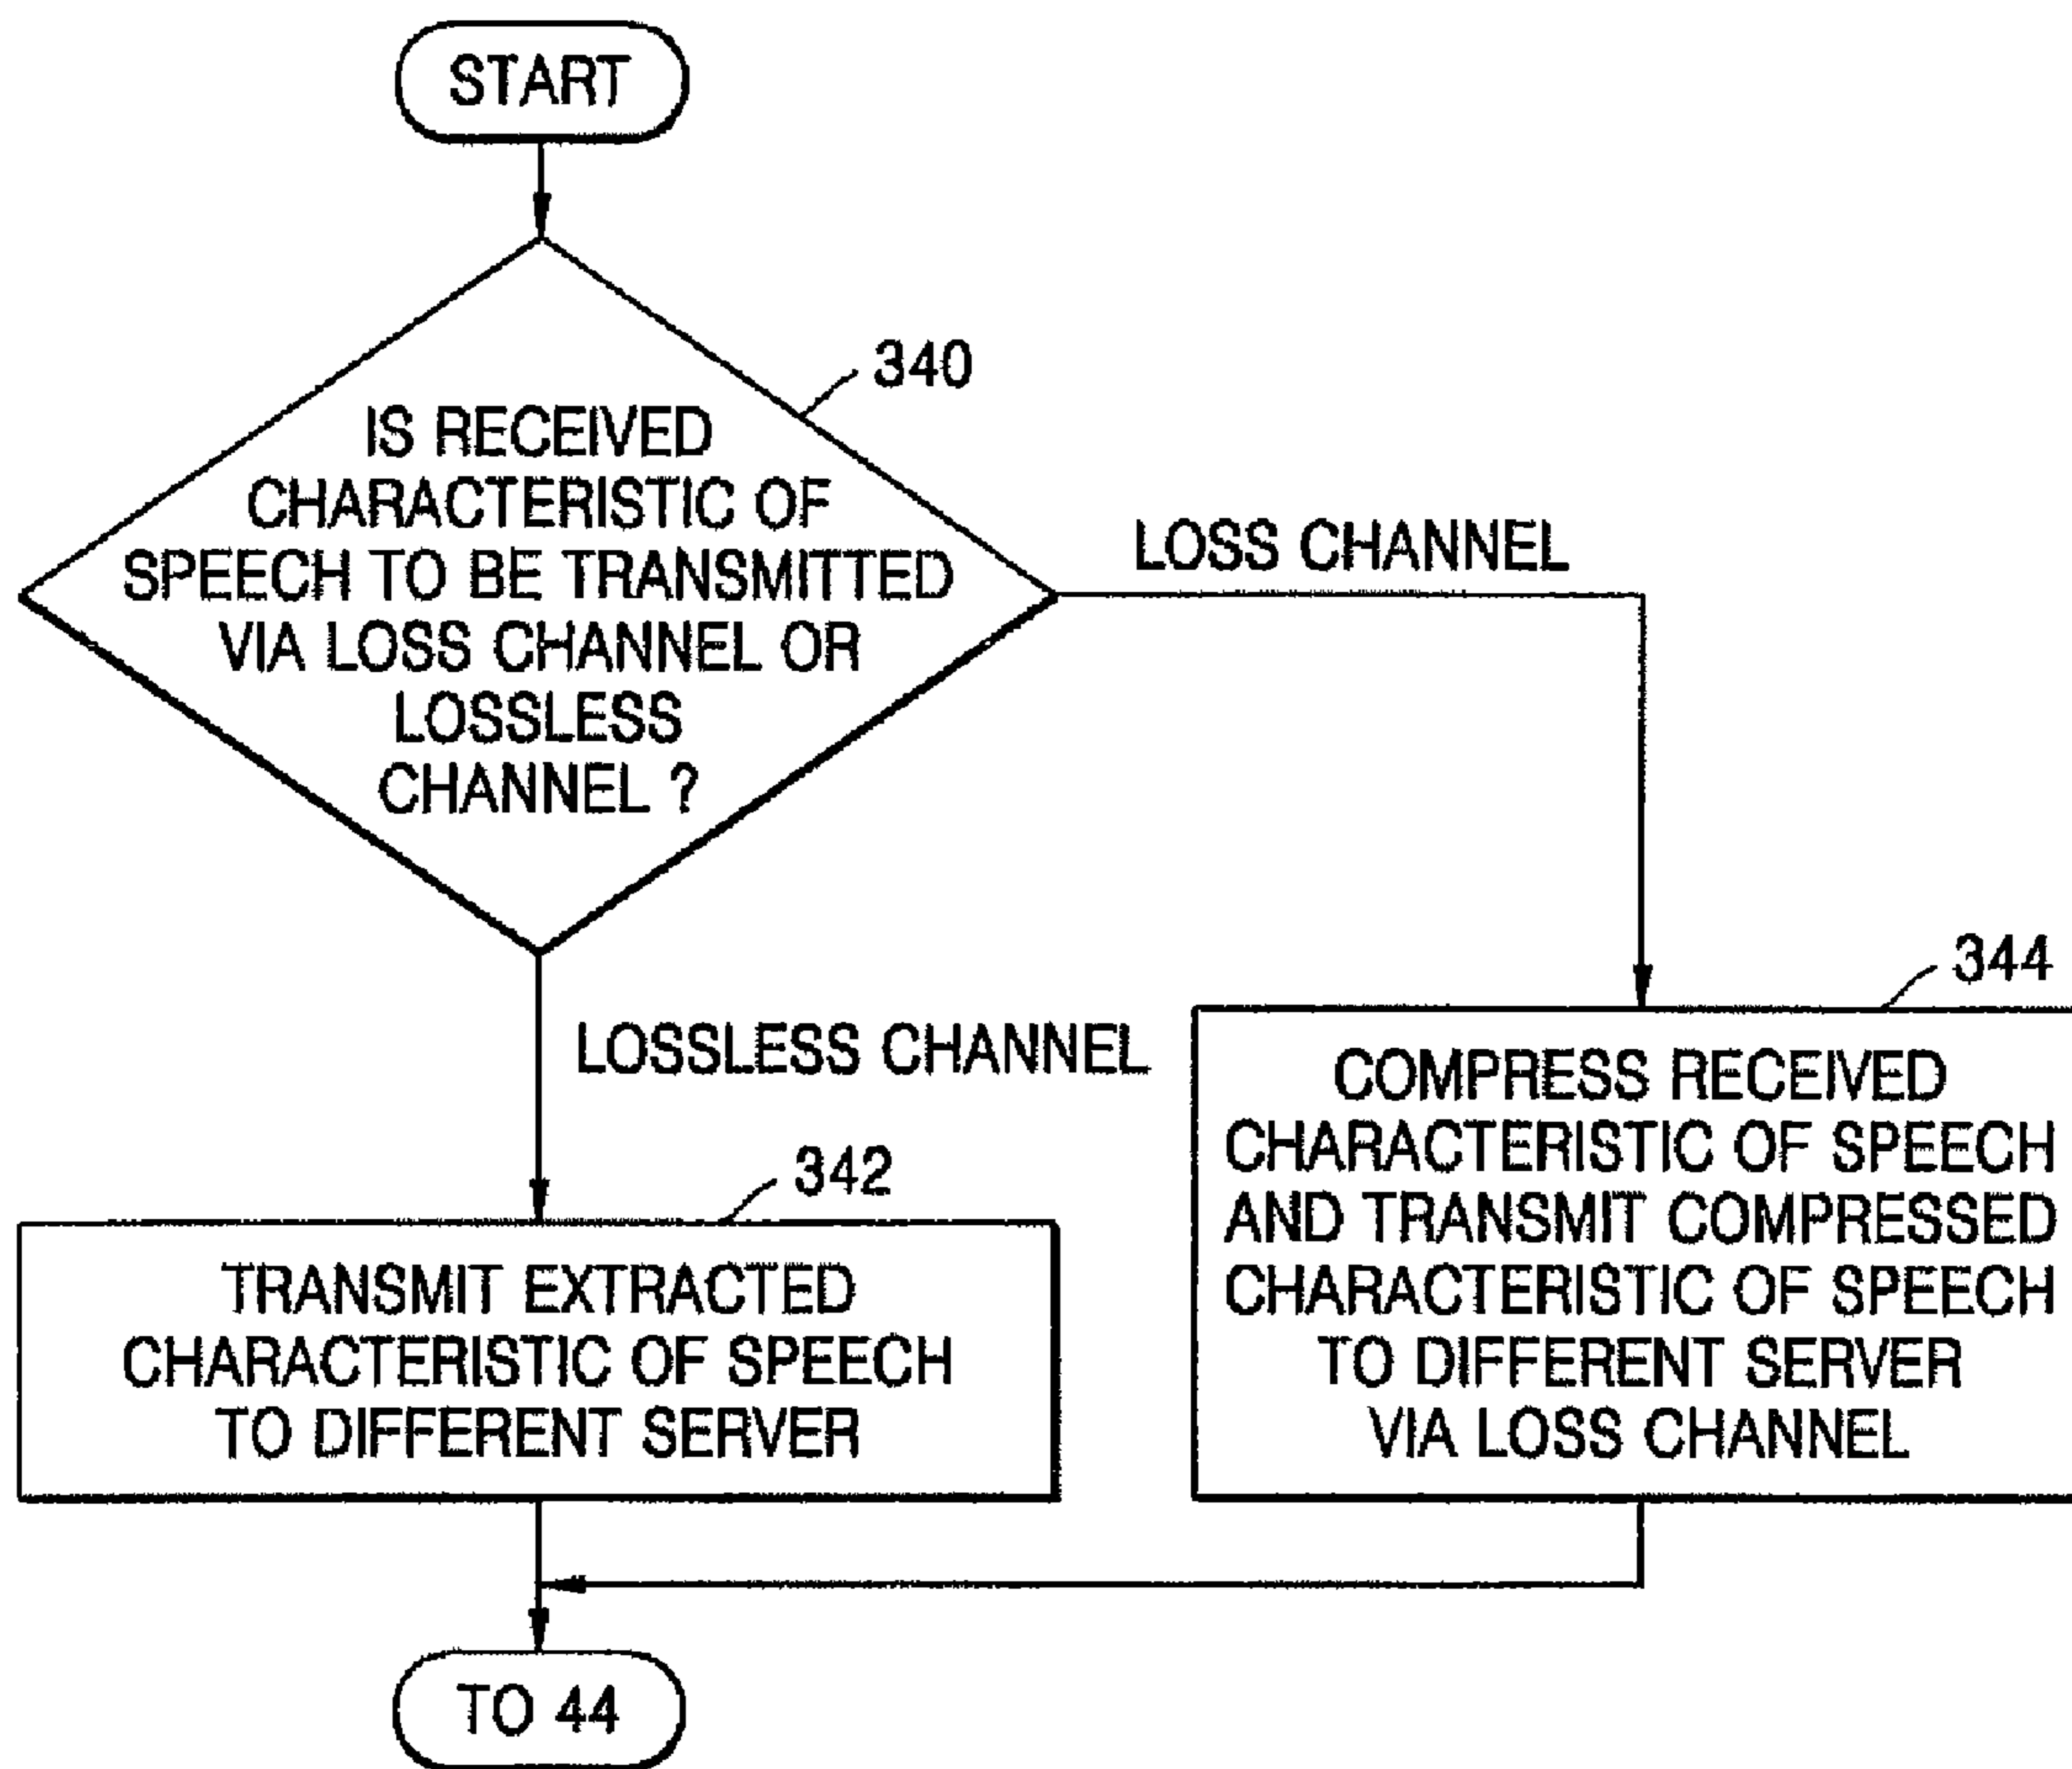 START
340
IS RECEIVED
CHARACTERISTIC OF
SPEECH TO BE TRANSMITTED
VIA LOSS CHANNEL OR
LOSSLESS
CHANNEL ?
LOSS CHANNEL
LOSSLESS CHANNEL
342
TRANSMIT EXTRACTED
CHARACTERISTIC OF SPEECH
TO DIFFERENT SERVER
344
COMPRESS RECEIVED
CHARACTERISTIC OF SPEECH
AND TRANSMIT COMPRESSED
CHARACTERISTIC OF SPEECH
TO DIFFERENT SERVER
VIA LOSS CHANNEL
TO 44